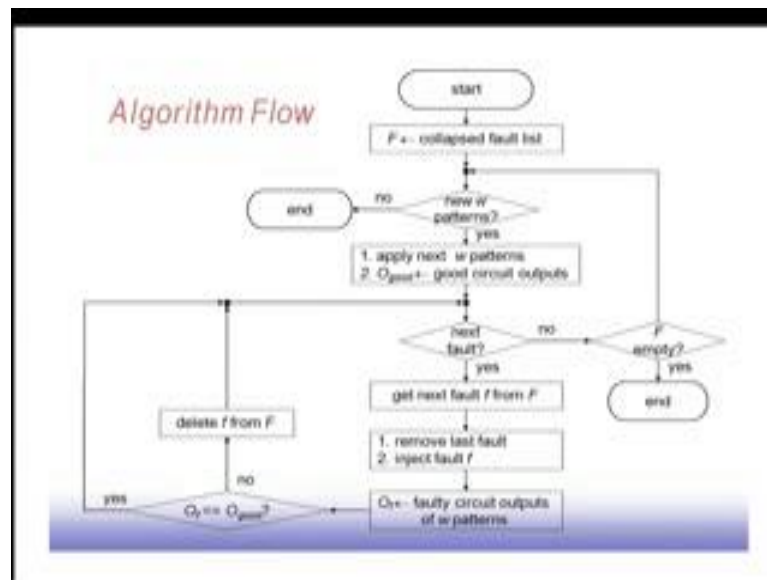 Algorithm Flow
start
F ← collapsed fault list
new w
patterns?
no
end
yes
1. apply next w patterns
2. Ogood ← good circuit outputs
next
fault?
no
F
empty?
yes
end
yes
get next fault f from F
1. remove last fault
2. inject fault f
Of ← faulty circuit outputs
of w patterns
Of == Ogood?
no
delete f from F
yes